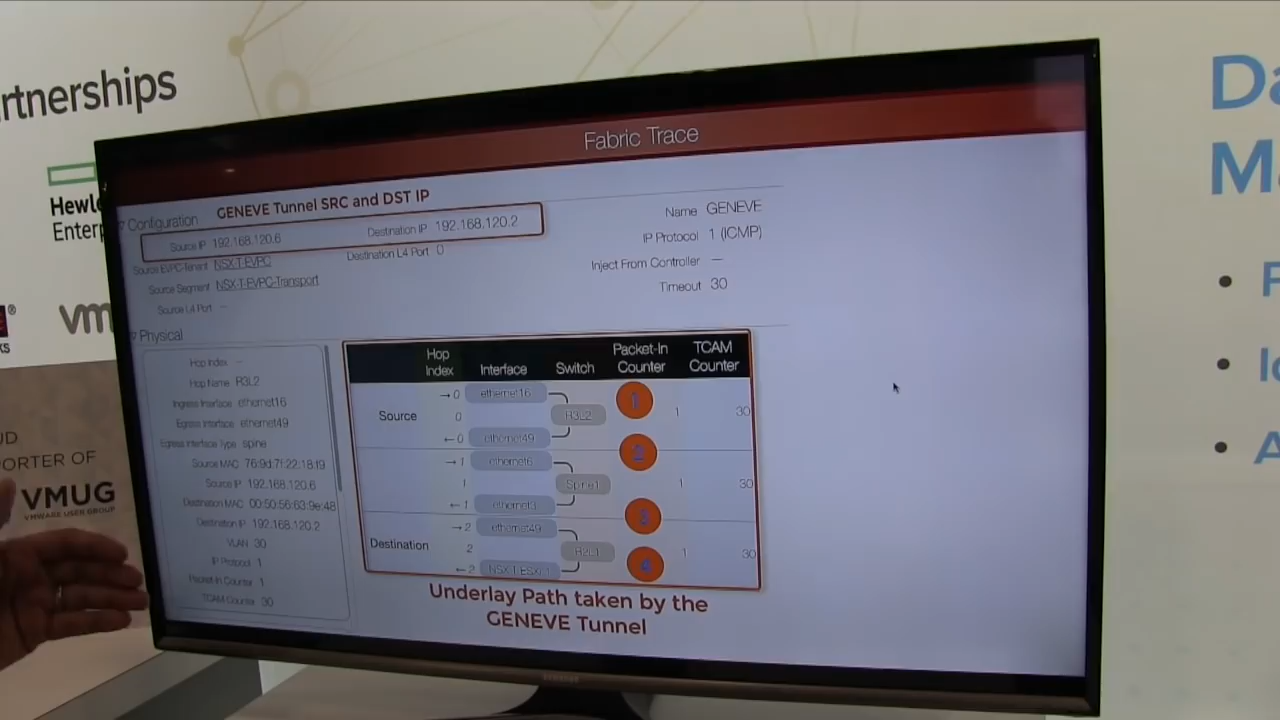 rtnerships
Hewl
Enterp
vm
VMUG
VMWARE USER GROUP
PORTER OF
Da
Fabric Trace
Configuration
GENEVE Tunnel SRC and DST IP
Source IP 192.168.120.6
Destination IP 192.168.120.2
Source EVPC-Tenant NSX-T-EVPC
Destination L4 Port 0
Source Segment NSX-T-EVPC-Transport
Source L4 Port —
Name GENEVE
IP Protocol 1 (ICMP)
Inject From Controller —
Timeout 30
Physical
Hop Index —
Hop Name R3L2
Ingress Interface ethernet16
Egress Interface ethernet49
Egress Interface Type spine
Source MAC 76:9d:7f:22:18:f9
Source IP 192.168.120.6
Destination MAC 00:50:56:63:9e:48
Destination IP 192.168.120.2
VLAN 30
IP Protocol 1
Packet-In Counter 1
TCAM Counter 30
Hop Index Interface Switch Packet-In Counter TCAM Counter
Source
→ 0 ethernet16
0 R3L2 1 30
← 0 ethernet49
→ 1 ethernet6
1 Spine1 1 30
← 1 ethernet3
→ 2 ethernet49
Destination
2 1 30
← 2 NSX-T-ESXi-1
1
2
3
4
Underlay Path taken by the
GENEVE Tunnel
SAMSUNG